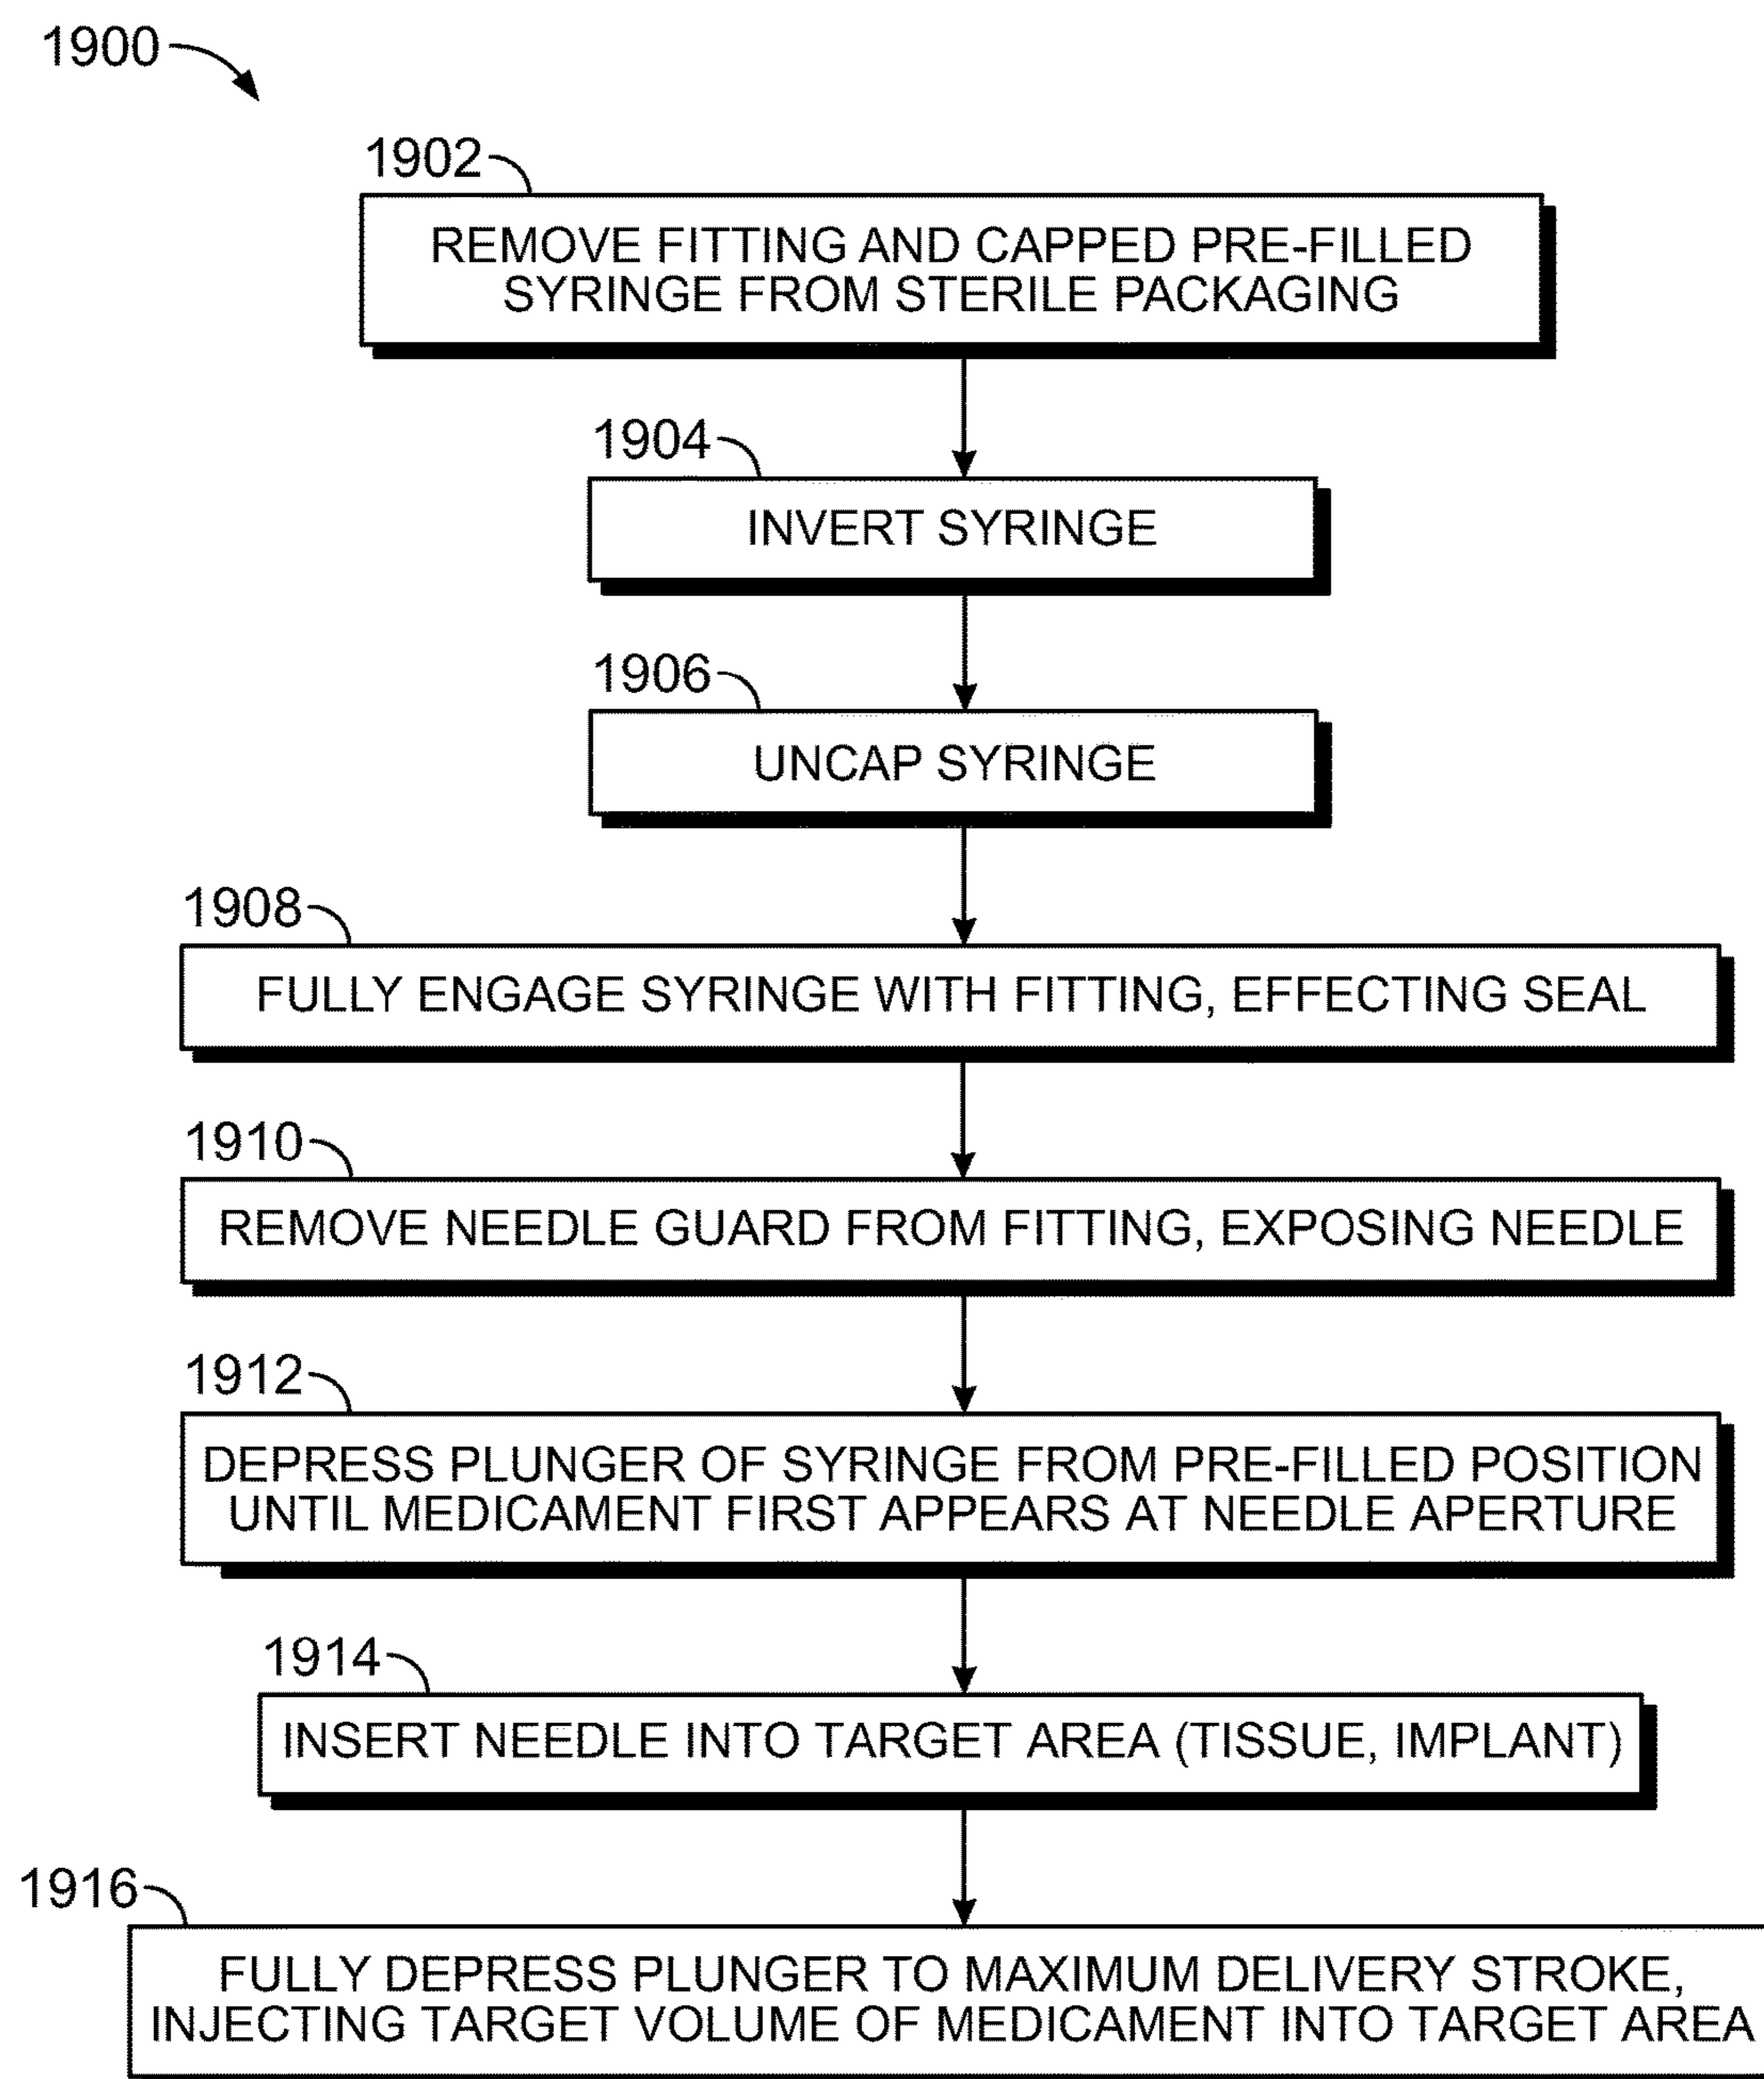 1900
1902
REMOVE FITTING AND CAPPED PRE-FILLED
SYRINGE FROM STERILE PACKAGING
1904
INVERT SYRINGE
1906
UNCAP SYRINGE
1908
FULLY ENGAGE SYRINGE WITH FITTING, EFFECTING SEAL
1910
REMOVE NEEDLE GUARD FROM FITTING, EXPOSING NEEDLE
1912
DEPRESS PLUNGER OF SYRINGE FROM PRE-FILLED POSITION
UNTIL MEDICAMENT FIRST APPEARS AT NEEDLE APERTURE
1914
INSERT NEEDLE INTO TARGET AREA (TISSUE, IMPLANT)
1916
FULLY DEPRESS PLUNGER TO MAXIMUM DELIVERY STROKE,
INJECTING TARGET VOLUME OF MEDICAMENT INTO TARGET AREA